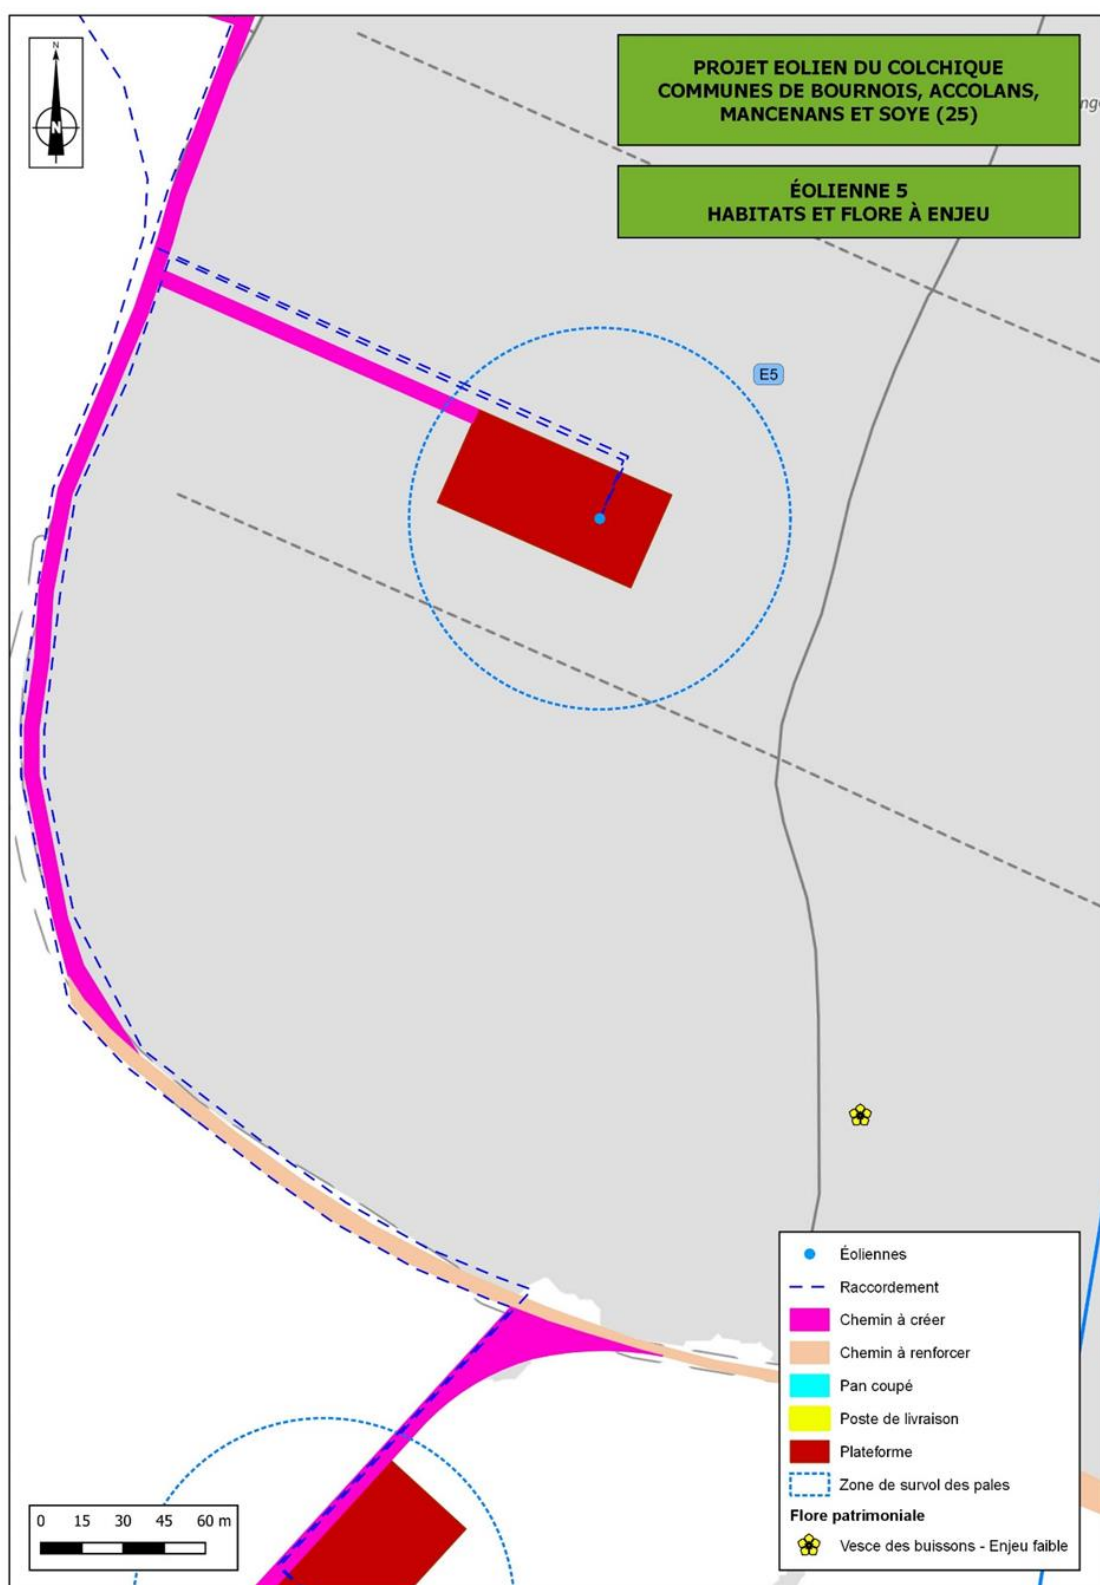 N
N
PROJET EOLIEN DU COLCHIQUE
COMMUNES DE BOURNOIS, ACCOLANS,
MANCENANS ET SOYE (25)
ÉOLIENNE 5
HABITATS ET FLORE À ENJEU
E5
Éoliennes
Raccordement
Chemin à créer
Chemin à renforcer
Pan coupé
Poste de livraison
Plateforme
Zone de survol des pales
Flore patrimoniale
Vesce des buissons - Enjeu faible
0 15 30 45 60 m